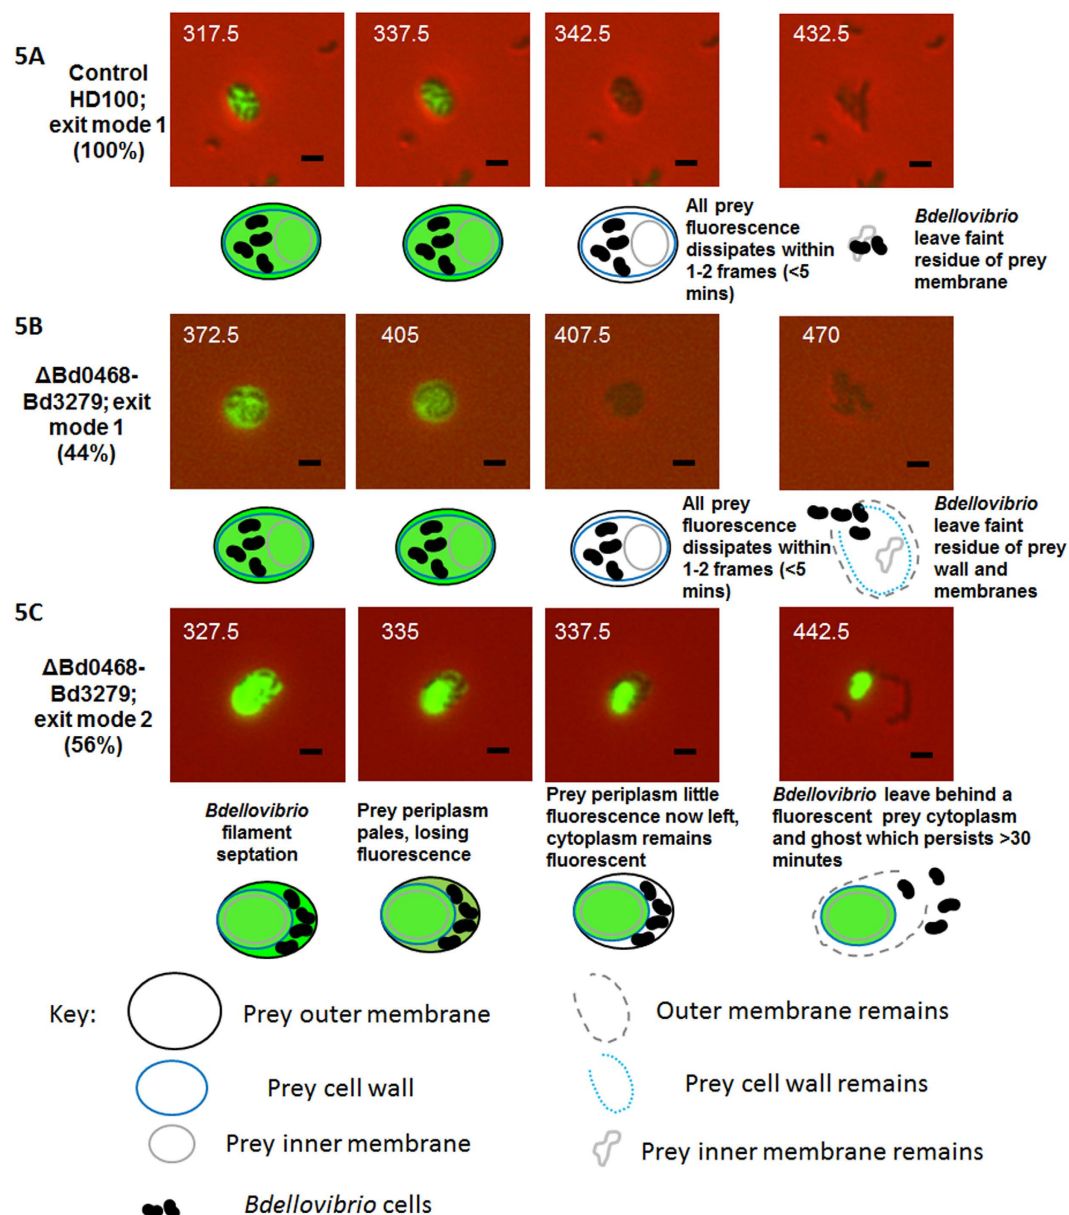 5A
Control
HD100;
exit mode 1
(100%)
317.5
337.5
342.5
432.5
All prey
fluorescence
dissipates within
1-2 frames (<5
mins)
Bdellovibrio
leave faint
residue of prey
membrane
5B
ΔBd0468-
Bd3279; exit
mode 1
(44%)
372.5
405
407.5
470
All prey
fluorescence
dissipates within
1-2 frames (<5
mins)
Bdellovibrio
leave faint
residue of prey
wall and
membranes
5C
ΔBd0468-
Bd3279;
exit mode 2
(56%)
327.5
335
337.5
442.5
Bdellovibrio
filament
septation
Prey periplasm
pales, losing
fluorescence
Prey periplasm little
fluorescence now left,
cytoplasm remains
fluorescent
Bdellovibrio leave behind a
fluorescent prey cytoplasm
and ghost which persists >30
minutes
Key:
Prey outer membrane
Outer membrane remains
Prey cell wall
Prey cell wall remains
Prey inner membrane
Prey inner membrane remains
Bdellovibrio cells